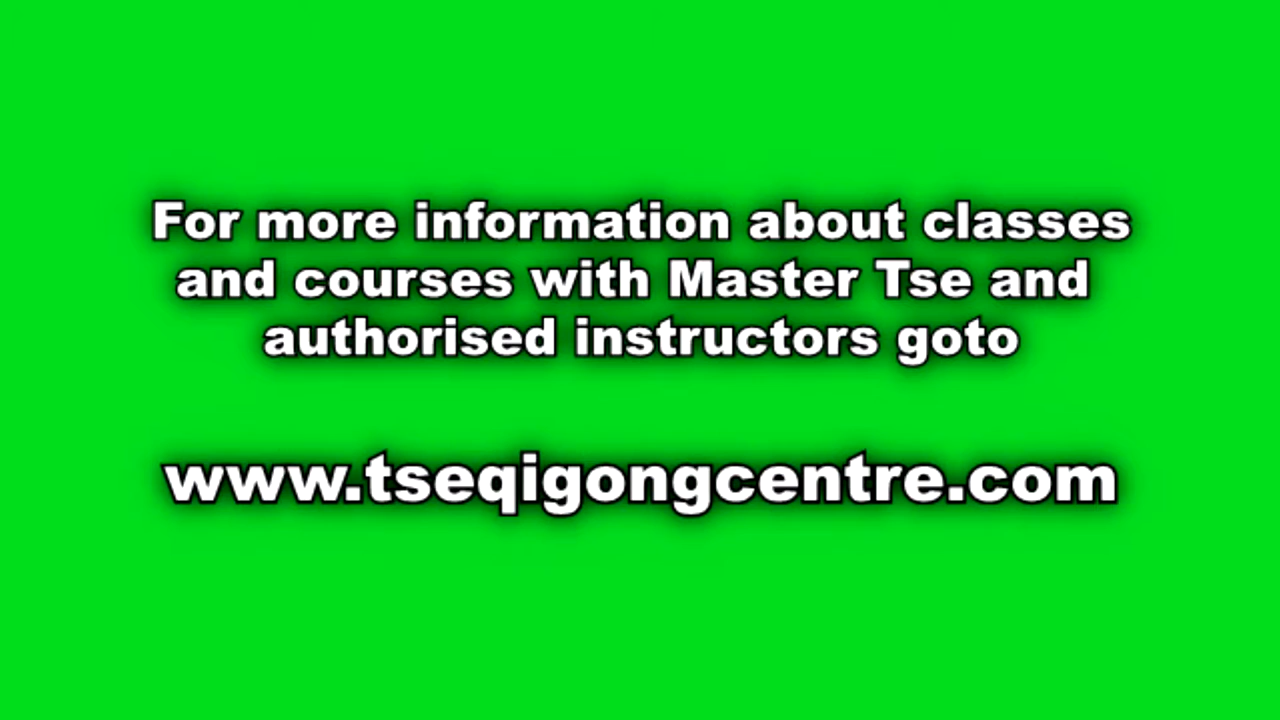 For more information about classes
and courses with Master Tse and
authorised instructors goto
www.tseqigongcentre.com